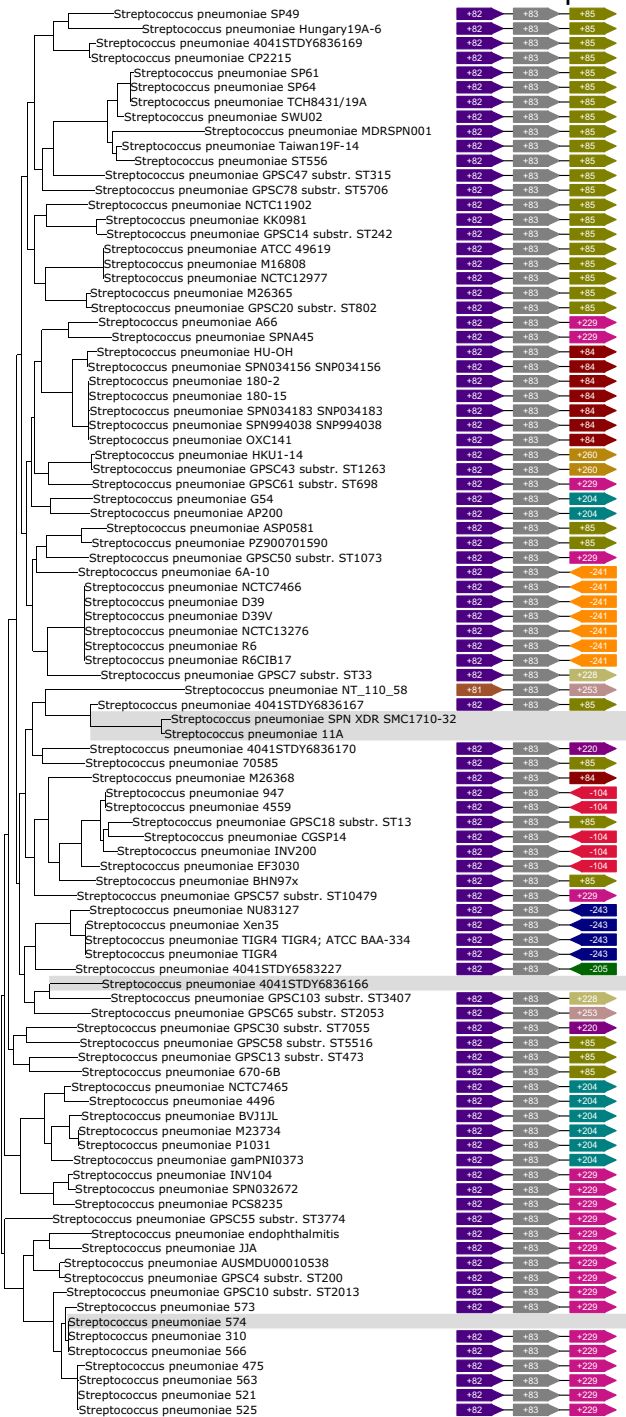 Streptococcus pneumoniae SP49 +82 +83 +85
Streptococcus pneumoniae Hungary19A-6 +82 +83 +85
Streptococcus pneumoniae 4041STDY6836169 +82 +83 +85
Streptococcus pneumoniae CP2215 +82 +83 +85
Streptococcus pneumoniae SP61 +82 +83 +85
Streptococcus pneumoniae SP64 +82 +83 +85
Streptococcus pneumoniae TCH8431/19A +82 +83 +85
Streptococcus pneumoniae SWU02 +82 +83 +85
Streptococcus pneumoniae MDRSPN001 +82 +83 +85
Streptococcus pneumoniae Taiwan19F-14 +82 +83 +85
Streptococcus pneumoniae ST556 +82 +83 +85
Streptococcus pneumoniae GPSC47 substr. ST315 +82 +83 +85
Streptococcus pneumoniae GPSC78 substr. ST5706 +82 +83 +85
Streptococcus pneumoniae NCTC11902 +82 +83 +85
Streptococcus pneumoniae KK0981 +82 +83 +85
Streptococcus pneumoniae GPSC14 substr. ST242 +82 +83 +85
Streptococcus pneumoniae ATCC 49619 +82 +83 +85
Streptococcus pneumoniae M16808 +82 +83 +85
Streptococcus pneumoniae NCTC12977 +82 +83 +85
Streptococcus pneumoniae M26365 +82 +83 +85
Streptococcus pneumoniae GPSC20 substr. ST802 +82 +83 +85
Streptococcus pneumoniae A66 +82 +83 +229
Streptococcus pneumoniae SPNA45 +82 +83 +229
Streptococcus pneumoniae HU-OH +82 +83 +84
Streptococcus pneumoniae SPN034156 SNP034156 +82 +83 +84
Streptococcus pneumoniae 180-2 +82 +83 +84
Streptococcus pneumoniae 180-15 +82 +83 +84
Streptococcus pneumoniae SPN034183 SNP034183 +82 +83 +84
Streptococcus pneumoniae SPN994038 SNP994038 +82 +83 +84
Streptococcus pneumoniae OXC141 +82 +83 +84
Streptococcus pneumoniae HKU1-14 +82 +83 +260
Streptococcus pneumoniae GPSC43 substr. ST1263 +82 +83 +260
Streptococcus pneumoniae GPSC61 substr. ST698 +82 +83 +229
Streptococcus pneumoniae G54 +82 +83 +204
Streptococcus pneumoniae AP200 +82 +83 +204
Streptococcus pneumoniae ASP0581 +82 +83 +85
Streptococcus pneumoniae PZ900701590 +82 +83 +85
Streptococcus pneumoniae GPSC50 substr. ST1073 +82 +83 +229
Streptococcus pneumoniae 6A-10 +82 +83 -241
Streptococcus pneumoniae NCTC7466 +82 +83 -241
Streptococcus pneumoniae D39 +82 +83 -241
Streptococcus pneumoniae D39V +82 +83 -241
Streptococcus pneumoniae NCTC13276 +82 +83 -241
Streptococcus pneumoniae R6 +82 +83 -241
Streptococcus pneumoniae R6CIB17 +82 +83 -241
Streptococcus pneumoniae GPSC7 substr. ST33 +82 +83 +228
Streptococcus pneumoniae NT_110_58 +81 +83 +253
Streptococcus pneumoniae 4041STDY6836167 +82 +83 +85
Streptococcus pneumoniae SPN XDR SMC1710-32
Streptococcus pneumoniae 11A
Streptococcus pneumoniae 4041STDY6836170 +82 +83 +220
Streptococcus pneumoniae 70585 +82 +83 +85
Streptococcus pneumoniae M26368 +82 +83 +84
Streptococcus pneumoniae 947 +82 +83 -104
Streptococcus pneumoniae 4559 +82 +83 -104
Streptococcus pneumoniae GPSC18 substr. ST13 +82 +83 +85
Streptococcus pneumoniae CGSP14 +82 +83 -104
Streptococcus pneumoniae INV200 +82 +83 -104
Streptococcus pneumoniae EF3030 +82 +83 -104
Streptococcus pneumoniae BHN97x +82 +83 +85
Streptococcus pneumoniae GPSC57 substr. ST10479 +82 +83 +229
Streptococcus pneumoniae NU83127 +82 +83 -243
Streptococcus pneumoniae Xen35 +82 +83 -243
Streptococcus pneumoniae TIGR4 TIGR4; ATCC BAA-334 +82 +83 -243
Streptococcus pneumoniae TIGR4 +82 +83 -243
Streptococcus pneumoniae 4041STDY6583227 +82 +83 -205
Streptococcus pneumoniae 4041STDY6836166
Streptococcus pneumoniae GPSC103 substr. ST3407 +82 +83 +228
Streptococcus pneumoniae GPSC65 substr. ST2053 +82 +83 +253
Streptococcus pneumoniae GPSC30 substr. ST7055 +82 +83 +220
Streptococcus pneumoniae GPSC58 substr. ST5516 +82 +83 +85
Streptococcus pneumoniae GPSC13 substr. ST473 +82 +83 +85
Streptococcus pneumoniae 670-6B +82 +83 +85
Streptococcus pneumoniae NCTC7465 +82 +83 +204
Streptococcus pneumoniae 4496 +82 +83 +204
Streptococcus pneumoniae BVJ1JL +82 +83 +204
Streptococcus pneumoniae M23734 +82 +83 +204
Streptococcus pneumoniae P1031 +82 +83 +204
Streptococcus pneumoniae gamPNI0373 +82 +83 +204
Streptococcus pneumoniae INV104 +82 +83 +229
Streptococcus pneumoniae SPN032672 +82 +83 +229
Streptococcus pneumoniae PCS8235 +82 +83 +229
Streptococcus pneumoniae GPSC55 substr. ST3774 +82 +83 +229
Streptococcus pneumoniae endophthalmitis +82 +83 +229
Streptococcus pneumoniae JJA +82 +83 +229
Streptococcus pneumoniae AUSMDU00010538 +82 +83 +229
Streptococcus pneumoniae GPSC4 substr. ST200 +82 +83 +229
Streptococcus pneumoniae GPSC10 substr. ST2013 +82 +83 +229
Streptococcus pneumoniae 573 +82 +83 +229
Streptococcus pneumoniae 574
Streptococcus pneumoniae 310 +82 +83 +229
Streptococcus pneumoniae 566 +82 +83 +229
Streptococcus pneumoniae 475 +82 +83 +229
Streptococcus pneumoniae 563 +82 +83 +229
Streptococcus pneumoniae 521 +82 +83 +229
Streptococcus pneumoniae 525 +82 +83 +229